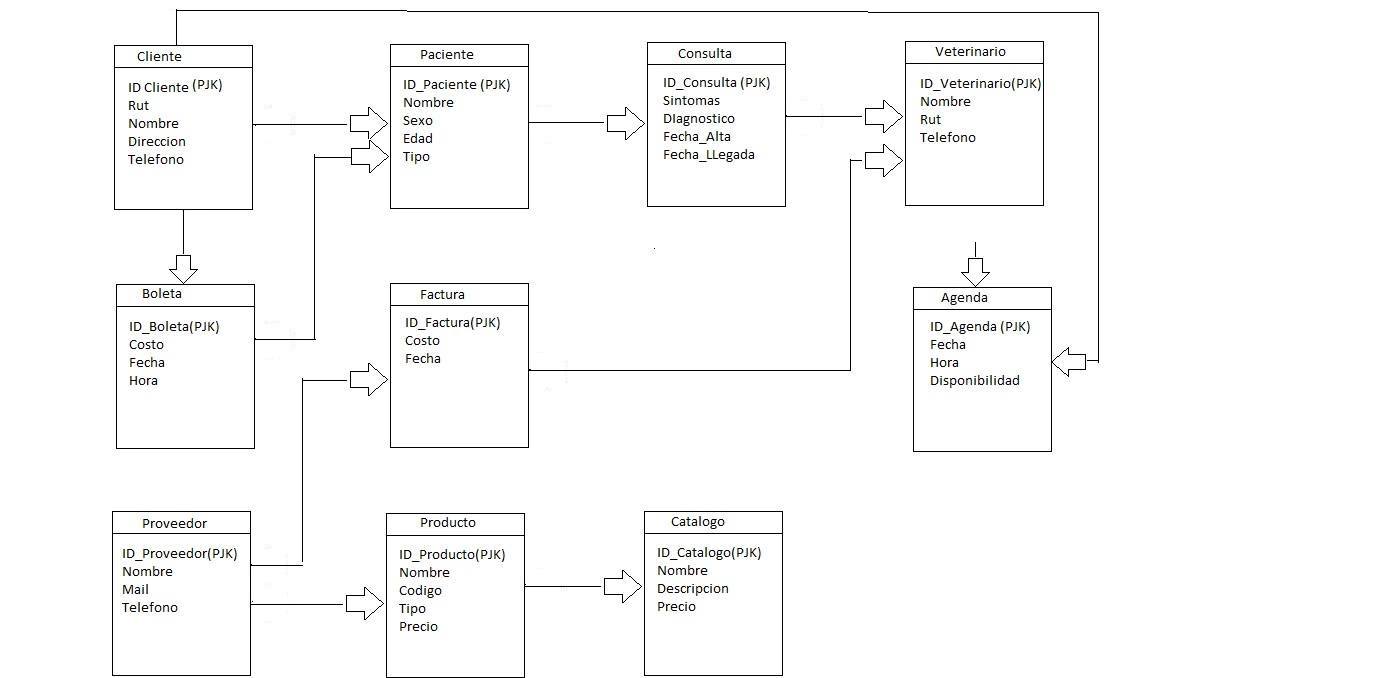 Cliente
ID Cliente (PJK)
Rut
Nombre
Direccion
Telefono
Paciente
ID_Paciente (PJK)
Nombre
Sexo
Edad
Tipo
Consulta
ID_Consulta (PJK)
Sintomas
DIagnostico
Fecha_Alta
Fecha_LLegada
Veterinario
ID_Veterinario(PJK)
Nombre
Rut
Telefono
Boleta
ID_Boleta(PJK)
Costo
Fecha
Hora
Factura
ID_Factura(PJK)
Costo
Fecha
Agenda
ID_Agenda (PJK)
Fecha
Hora
Disponibilidad
Proveedor
ID_Proveedor(PJK)
Nombre
Mail
Telefono
Producto
ID_Producto(PJK)
Nombre
Codigo
Tipo
Precio
Catalogo
ID_Catalogo(PJK)
Nombre
Descripcion
Precio